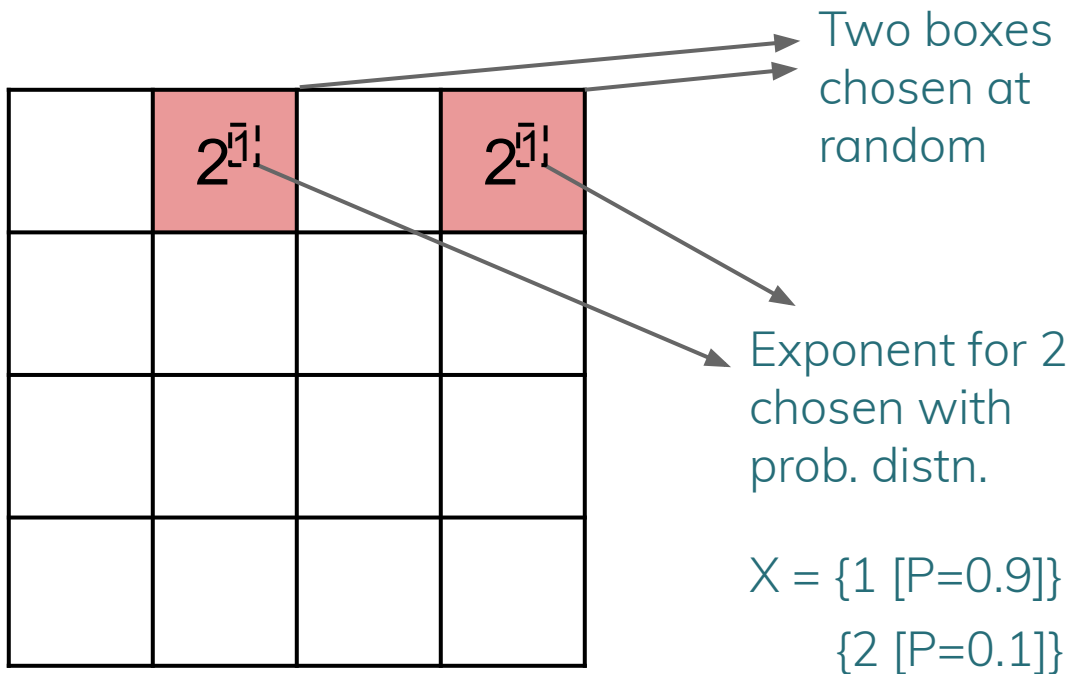 Two boxes
chosen at
random
2^1 2^1
Exponent for 2
chosen with
prob. distn.
X = {1 [P=0.9]}
{2 [P=0.1]}